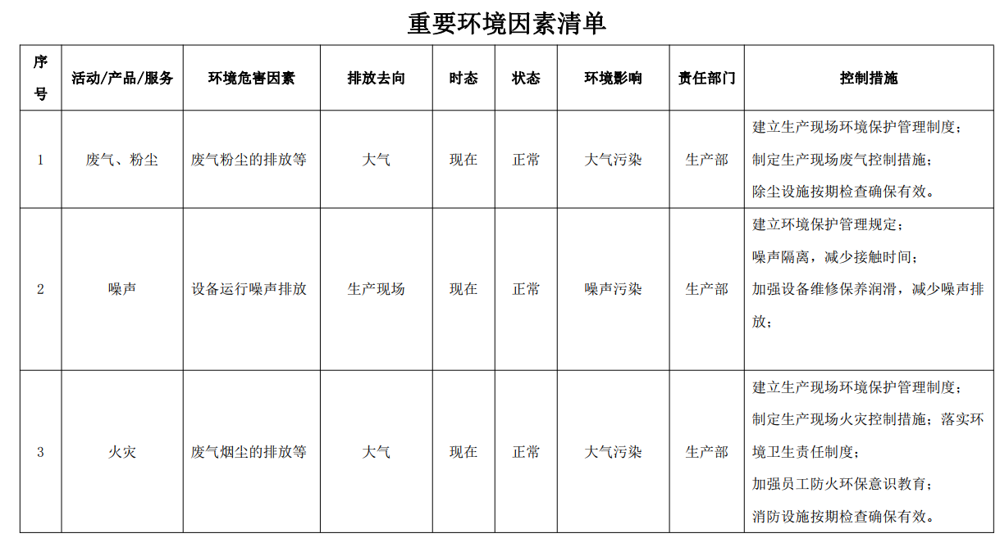 重要环境因素清单
序号 活动/产品/服务 环境危害因素 排放去向 时态 状态 环境影响 责任部门 控制措施
1 废气、粉尘 废气粉尘的排放等 大气 现在 正常 大气污染 生产部 建立生产现场环境保护管理制度；
制定生产现场废气控制措施；
除尘设施按期检查确保有效。
2 噪声 设备运行噪声排放 生产现场 现在 正常 噪声污染 生产部 建立环境保护管理规定；
噪声隔离，减少接触时间；
加强设备维修保养润滑，减少噪声排
放；
3 火灾 废气烟尘的排放等 大气 现在 正常 大气污染 生产部 建立生产现场环境保护管理制度；
制定生产现场火灾控制措施；落实环
境卫生责任制度；
加强员工防火环保意识教育；
消防设施按期检查确保有效。